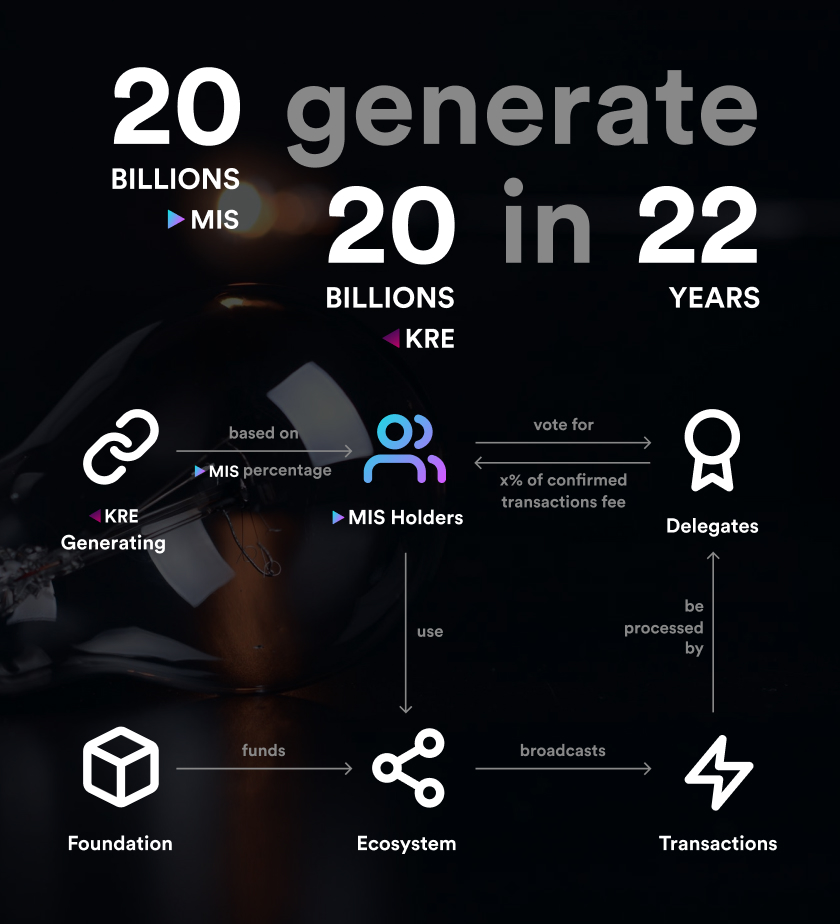 20 generate
BILLIONS
MIS
20 in 22
BILLIONS
YEARS
KRE
based on
MIS percentage
vote for
x% of confirmed
transactions fee
KRE
Generating
MIS Holders
Delegates
use
be
processed
by
funds
broadcasts
Foundation
Ecosystem
Transactions